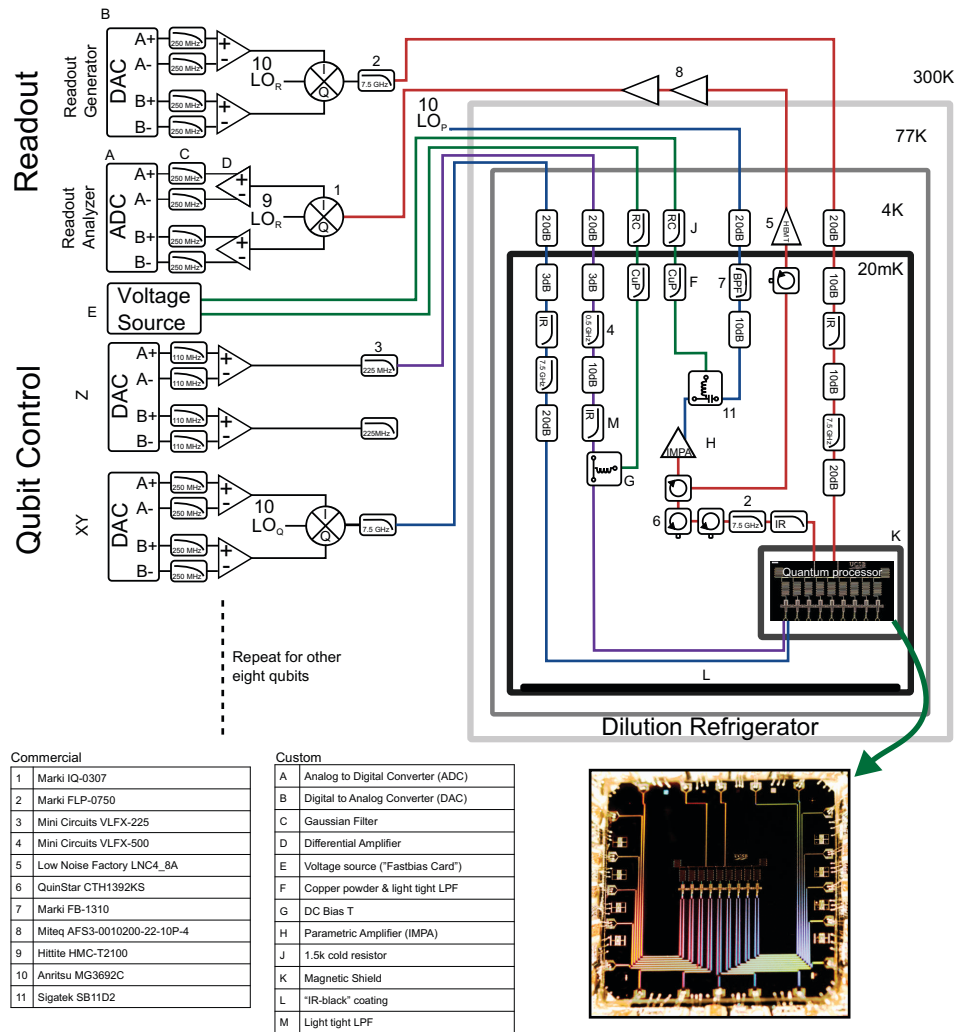 B
Readout
Readout
Generator
DAC
A+
A-
B+
B-
250 MHz
250 MHz
250 MHz
250 MHz
+
-
+
-
10
LO_R
I
Q
2
7.5 GHz
8
300K
77K
4K
20mK
10
LO_P
A
Readout
Analyzer
ADC
A+
A-
B+
B-
C
250 MHz
250 MHz
250 MHz
250 MHz
D
+
-
+
-
9
LO_R
1
I
Q
E
Voltage
Source
Qubit Control
Z
DAC
A+
A-
B+
B-
110 MHz
110 MHz
110 MHz
110 MHz
+
-
+
-
3
225 MHz
225MHz
XY
DAC
A+
A-
B+
B-
250 MHz
250 MHz
250 MHz
250 MHz
+
-
+
-
10
LO_Q
I
Q
7.5 GHz
Repeat for other
eight qubits
20dB
20dB
RC
RC
J
20dB
5
HEMT
20dB
3dB
3dB
CuP
CuP
F
7
BPF
10dB
IR
0.5 GHz
4
10dB
IR
7.5 GHz
10dB
10dB
20dB
IR
M
7.5 GHz
20dB
G
11
H
IMPA
6
2
7.5 GHz
IR
K
Quantum processor
L
Dilution Refrigerator
Commercial
1 Marki IQ-0307
2 Marki FLP-0750
3 Mini Circuits VLFX-225
4 Mini Circuits VLFX-500
5 Low Noise Factory LNC4_8A
6 QuinStar CTH1392KS
7 Marki FB-1310
8 Miteq AFS3-0010200-22-10P-4
9 Hittite HMC-T2100
10 Anritsu MG3692C
11 Sigatek SB11D2
Custom
A Analog to Digital Converter (ADC)
B Digital to Analog Converter (DAC)
C Gaussian Filter
D Differential Amplifier
E Voltage source ("Fastbias Card")
F Copper powder & light tight LPF
G DC Bias T
H Parametric Amplifier (IMPA)
J 1.5k cold resistor
K Magnetic Shield
L "IR-black" coating
M Light tight LPF